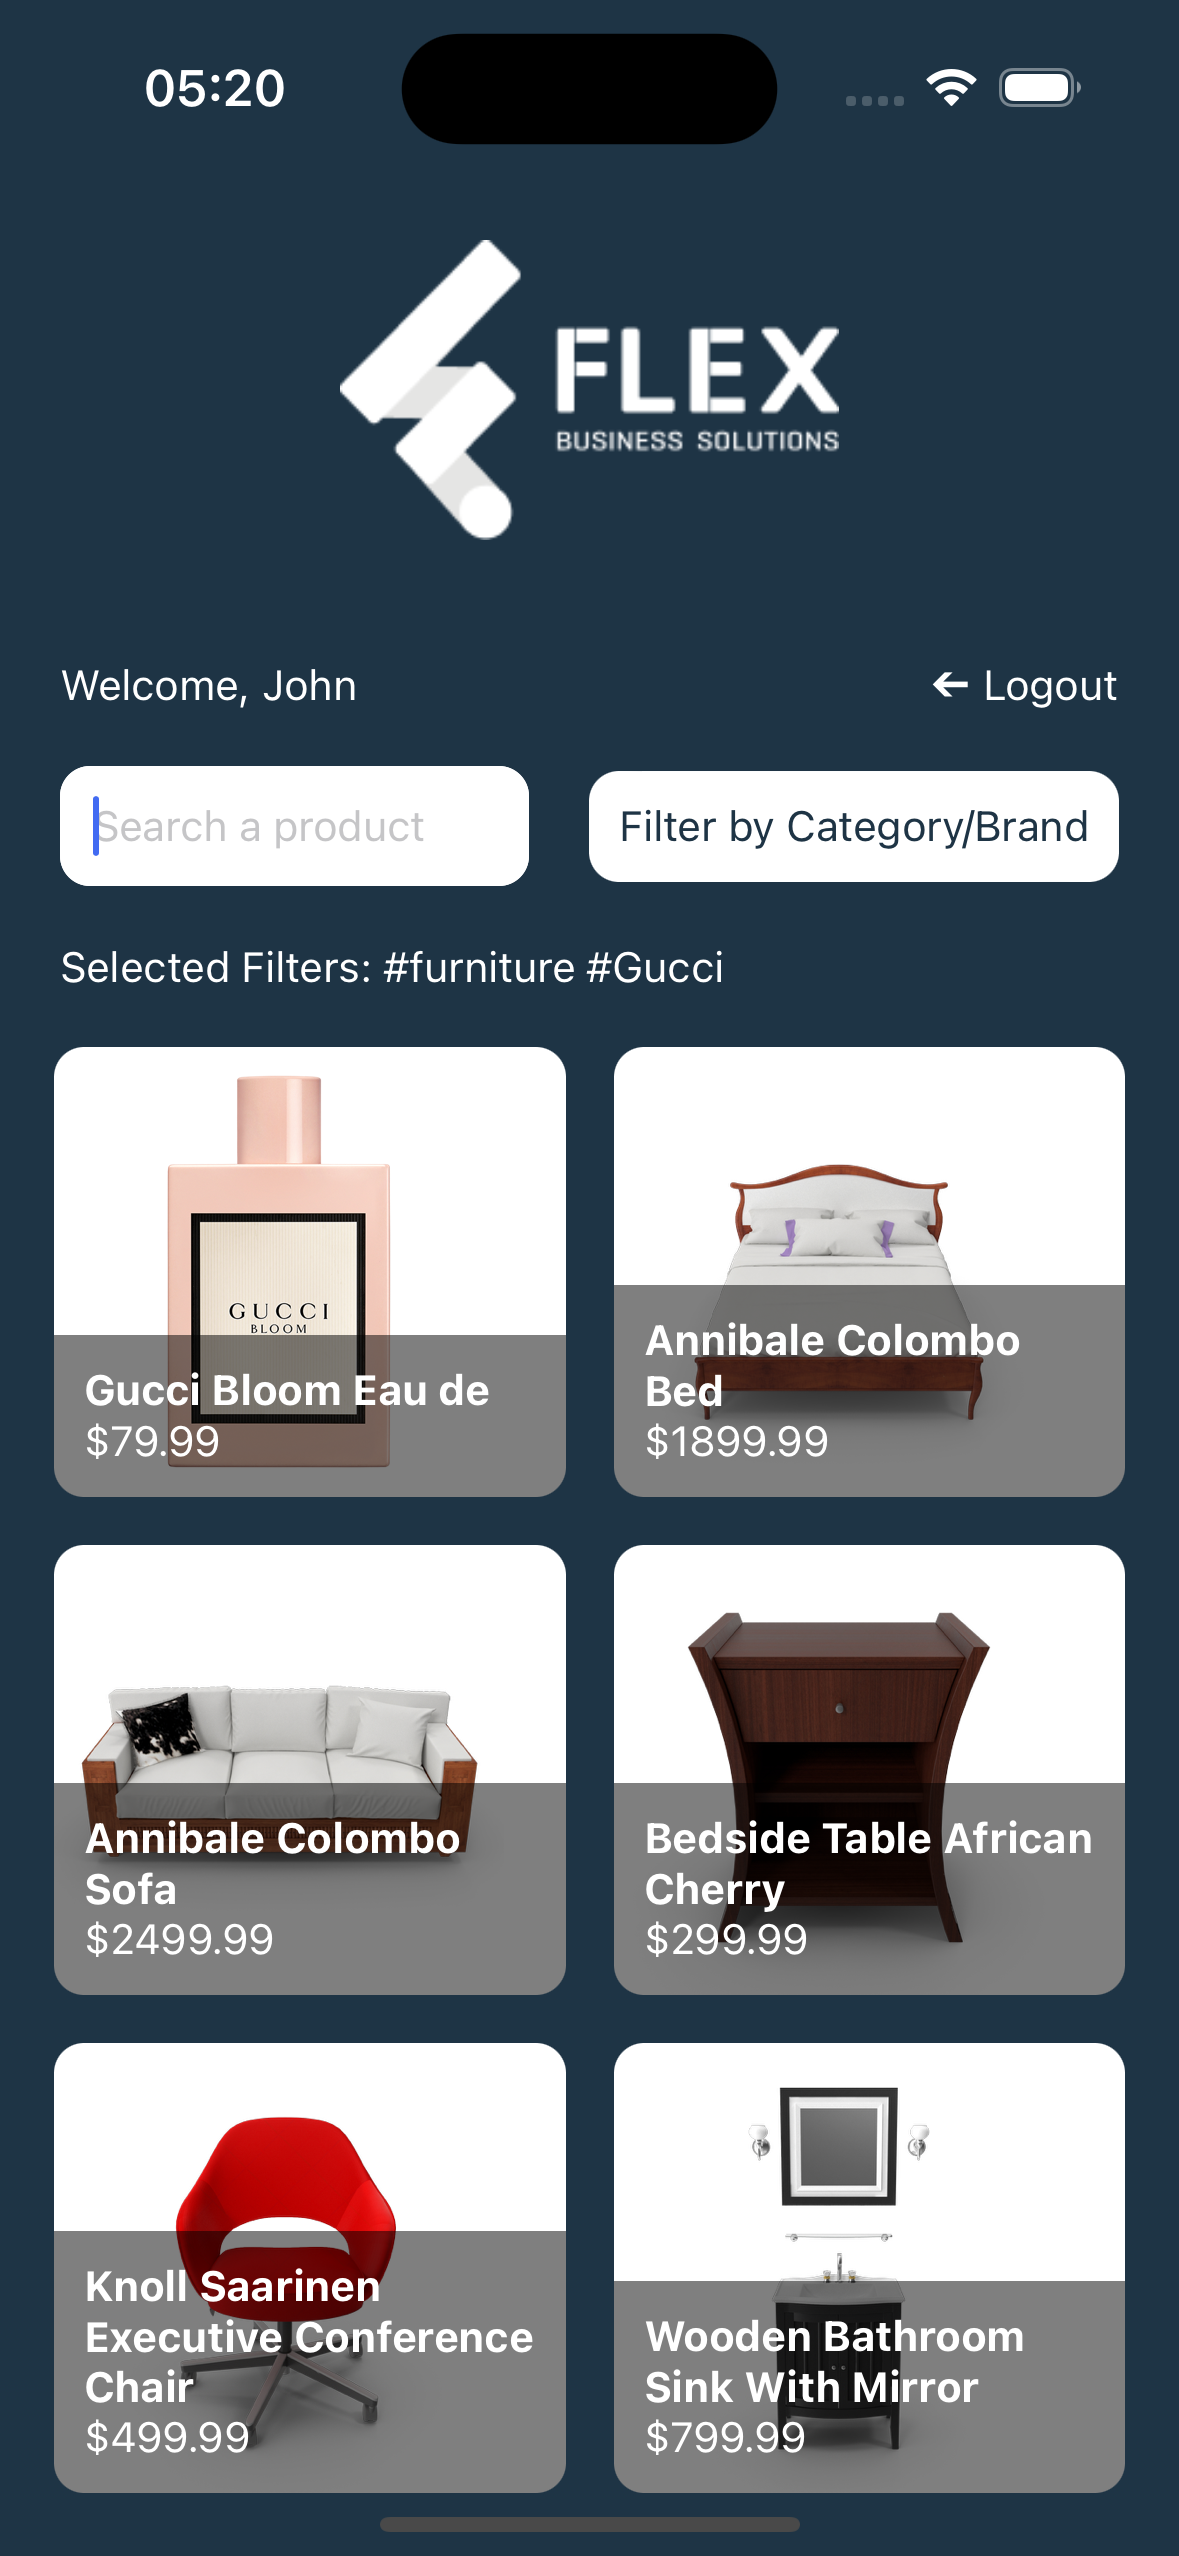 05:20
FLEX
BUSINESS SOLUTIONS
Welcome, John
← Logout
Search a product
Filter by Category/Brand
Selected Filters: #furniture #Gucci
GUCCI
BLOOM
Gucci Bloom Eau de
$79.99
Annibale Colombo
Bed
$1899.99
Annibale Colombo
Sofa
$2499.99
Bedside Table African
Cherry
$299.99
Knoll Saarinen
Executive Conference
Chair
$499.99
Wooden Bathroom
Sink With Mirror
$799.99